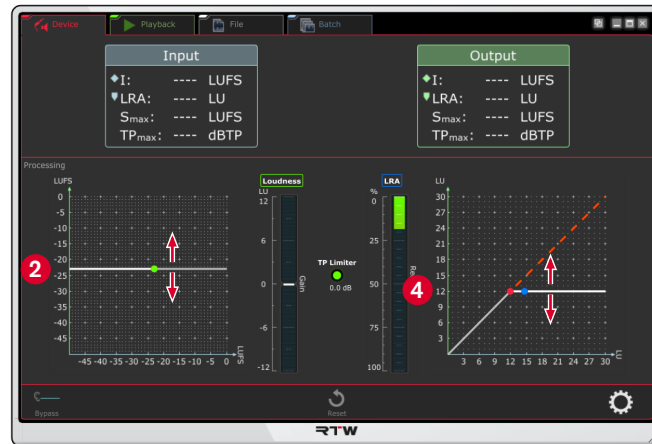 Device Playback File Batch
Input
I: ---- LUFS
LRA: ---- LU
Smax: ---- LUFS
TPmax: ---- dBTP
Output
I: ---- LUFS
LRA: ---- LU
Smax: ---- LUFS
TPmax: ---- dBTP
Processing
LUFS
0
-5
-10
-15
-20
-25
-30
-35
-40
-45
-45 -40 -35 -30 -25 -20 -15 -10 -5 0
LUFS
2
Loudness
LU
12
6
0
-6
-12
Gain
TP Limiter
0.0 dB
LRA
%
0
25
50
75
100
Re
4
LU
30
27
24
21
18
15
12
9
6
3
3 6 9 12 15 18 21 24 27 30
LU
Bypass
Reset
RTW